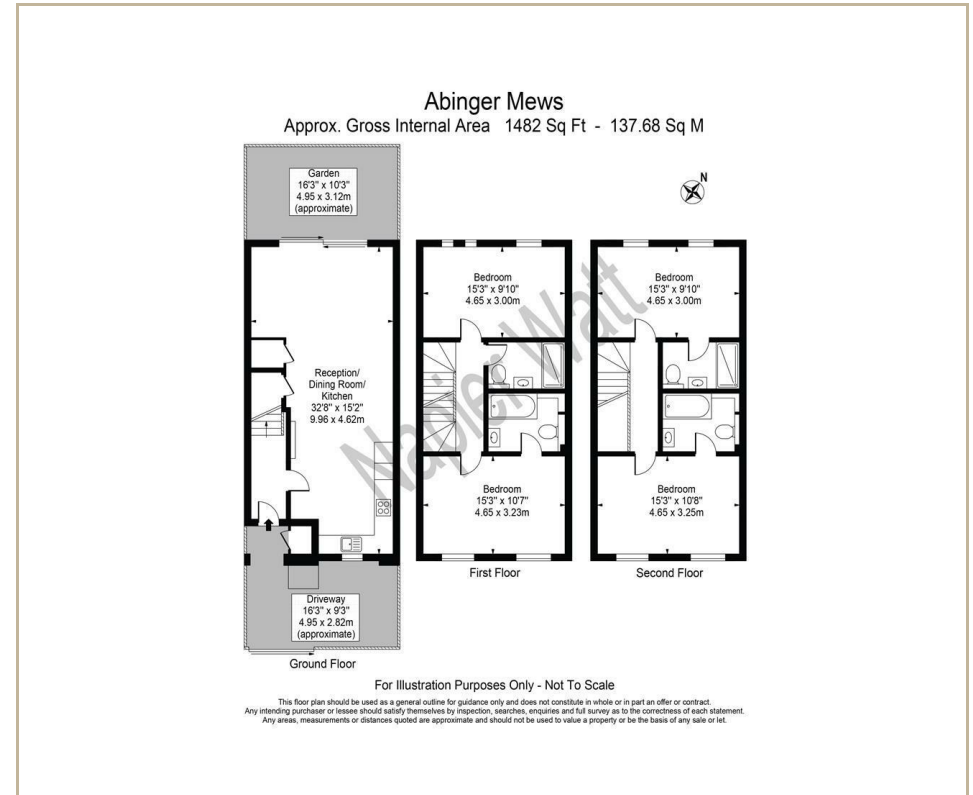 Abinger Mews
Approx. Gross Internal Area 1482 Sq Ft - 137.68 Sq M
N
Garden
16'3" x 10'3"
4.95 x 3.12m
(approximate)
Reception/
Dining Room/
Kitchen
32'8" x 15'2"
9.96 x 4.62m
Driveway
16'3" x 9'3"
4.95 x 2.82m
(approximate)
Ground Floor
Bedroom
15'3" x 9'10"
4.65 x 3.00m
Bedroom
15'3" x 10'7"
4.65 x 3.23m
First Floor
Bedroom
15'3" x 9'10"
4.65 x 3.00m
Bedroom
15'3" x 10'8"
4.65 x 3.25m
Second Floor
Napier Watt
For Illustration Purposes Only - Not To Scale
This floor plan should be used as a general outline for guidance only and does not constitute in whole or in part an offer or contract.
Any intending purchaser or lessee should satisfy themselves by inspection, searches, enquiries and full survey as to the correctness of each statement.
Any areas, measurements or distances quoted are approximate and should not be used to value a property or be the basis of any sale or let.